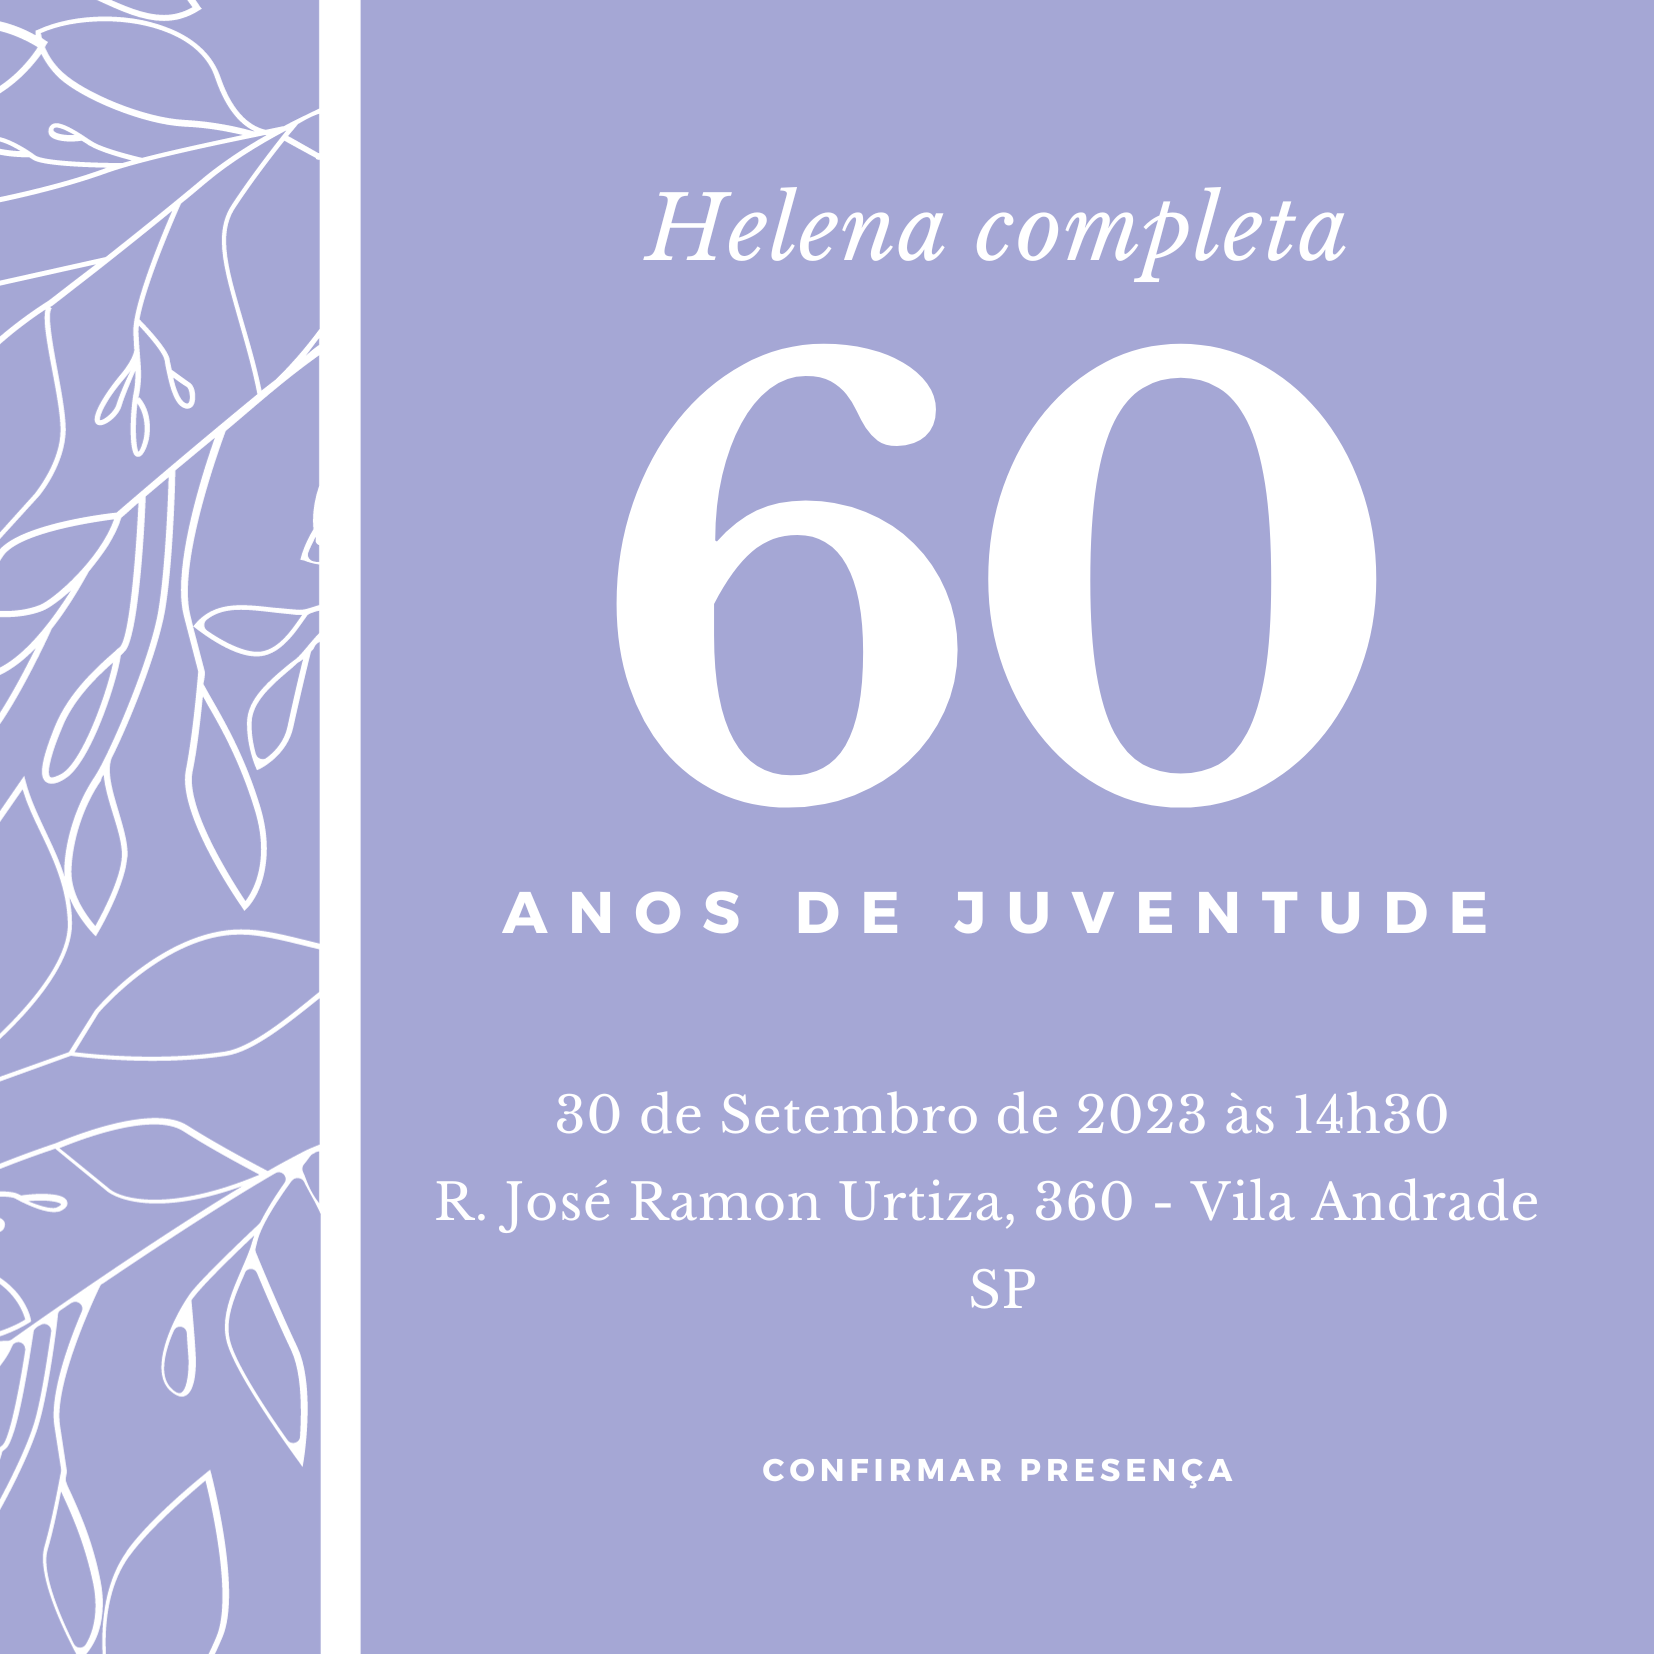 Helena completa
60
ANOS DE JUVENTUDE
30 de Setembro de 2023 às 14h30
R. José Ramon Urtiza, 360 - Vila Andrade
SP
CONFIRMAR PRESENÇA